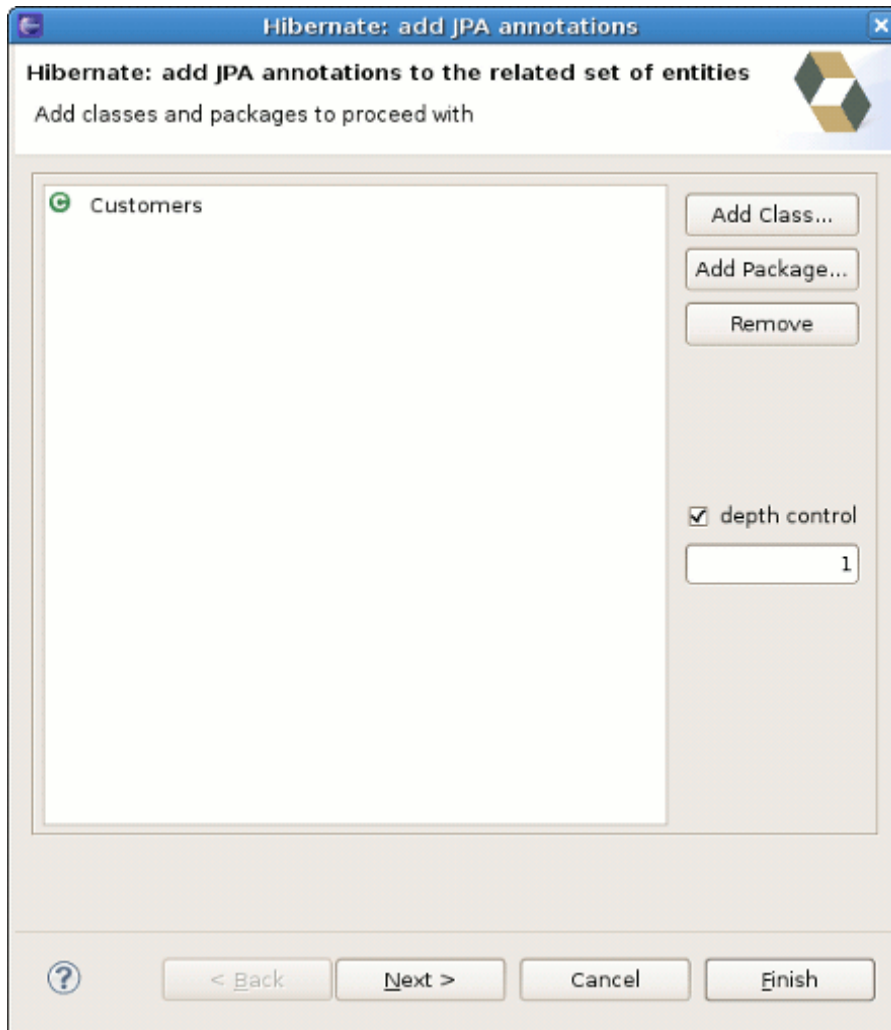 Hibernate: add JPA annotations
Hibernate: add JPA annotations to the related set of entities
Add classes and packages to proceed with
Customers
Add Class...
Add Package...
Remove
depth control
1
< Back
Next >
Cancel
Finish